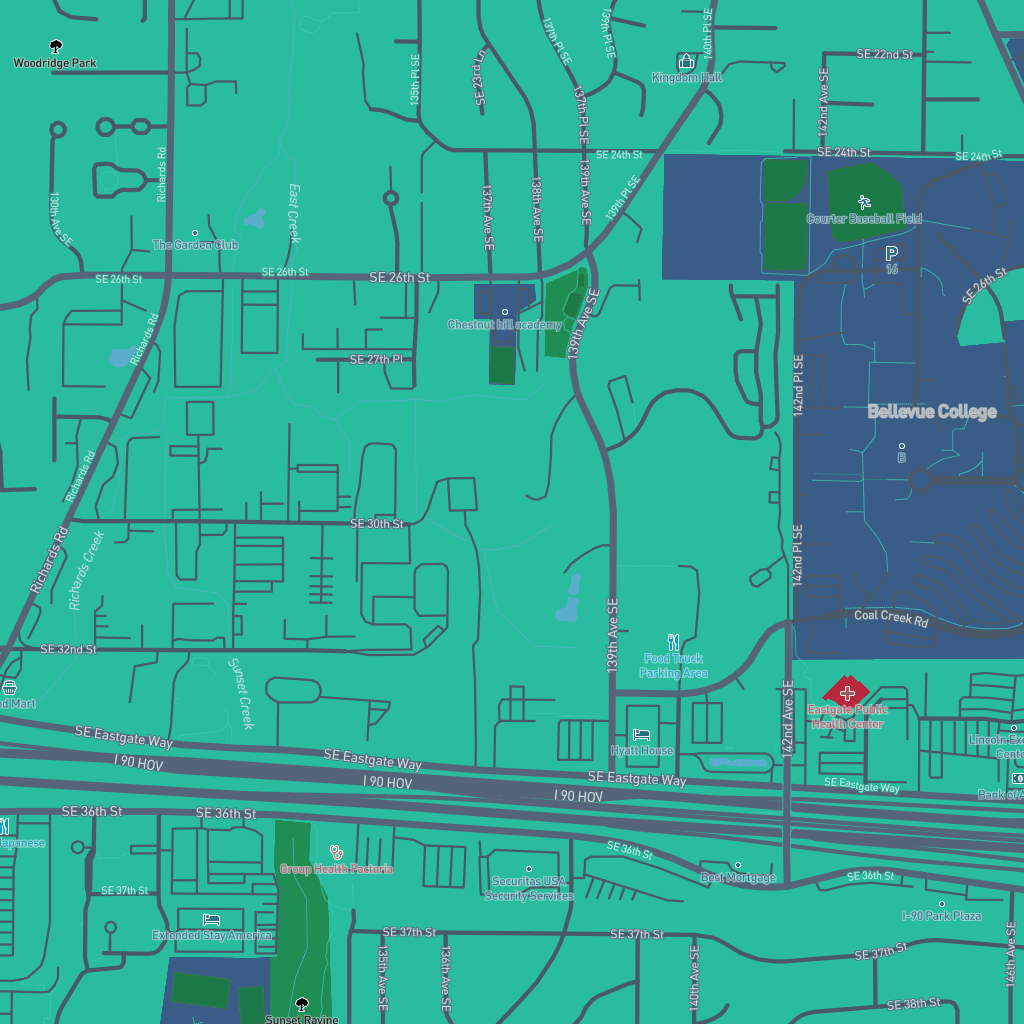 Woodridge Park
135th Pl SE
SE 23rd Ln
137th Pl SE
139th Pl SE
137th Pl SE
140th Pl SE
Kingdom Hall
SE 22nd St
142nd Ave SE
SE 24th St
SE 24th St
SE 24th St
130th Ave SE
Richards Rd
East Creek
The Garden Club
137th Ave SE
138th Ave SE
139th Ave SE
139th Pl SE
Courter Baseball Field
P
16
SE 26th St
SE 26th St
SE 26th St
SE 26th St
Richards Rd
Chestnut hill academy
139th Ave SE
SE 27th Pl
142nd Pl SE
Bellevue College
B
Richards Rd
SE 30th St
Richards Rd
Richards Creek
142nd Pl SE
139th Ave SE
Coal Creek Rd
SE 32nd St
Sunset Creek
Food Truck
Parking Area
od Mart
142nd Ave SE
Eastgate Public
Health Center
SE Eastgate Way
SE Eastgate Way
Hyatt House
Lincoln Exe
Cente
I 90 HOV
I 90 HOV
SE Eastgate Way
I 90 HOV
SE Eastgate Way
Bank of A
SE 36th St
SE 36th St
Japanese
Group Health Factoria
SE 36th St
Securitas USA
Security Services
Best Mortgage
SE 36th St
SE 37th St
I-90 Park Plaza
Extended Stay America
SE 37th St
SE 37th St
SE 37th St
135th Ave SE
136th Ave SE
140th Ave SE
146th Ave SE
SE 38th St
Sunset Ravine